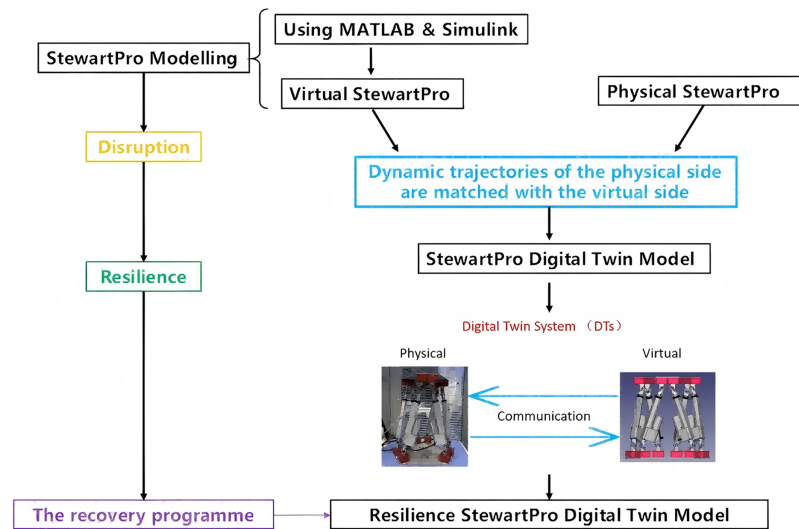 Using MATLAB & Simulink
StewartPro Modelling
Virtual StewartPro
Physical StewartPro
Disruption
Dynamic trajectories of the physical side
are matched with the virtual side
StewartPro Digital Twin Model
Resilience
Digital Twin System （DTs）
Physical
Virtual
Communication
The recovery programme
Resilience StewartPro Digital Twin Model